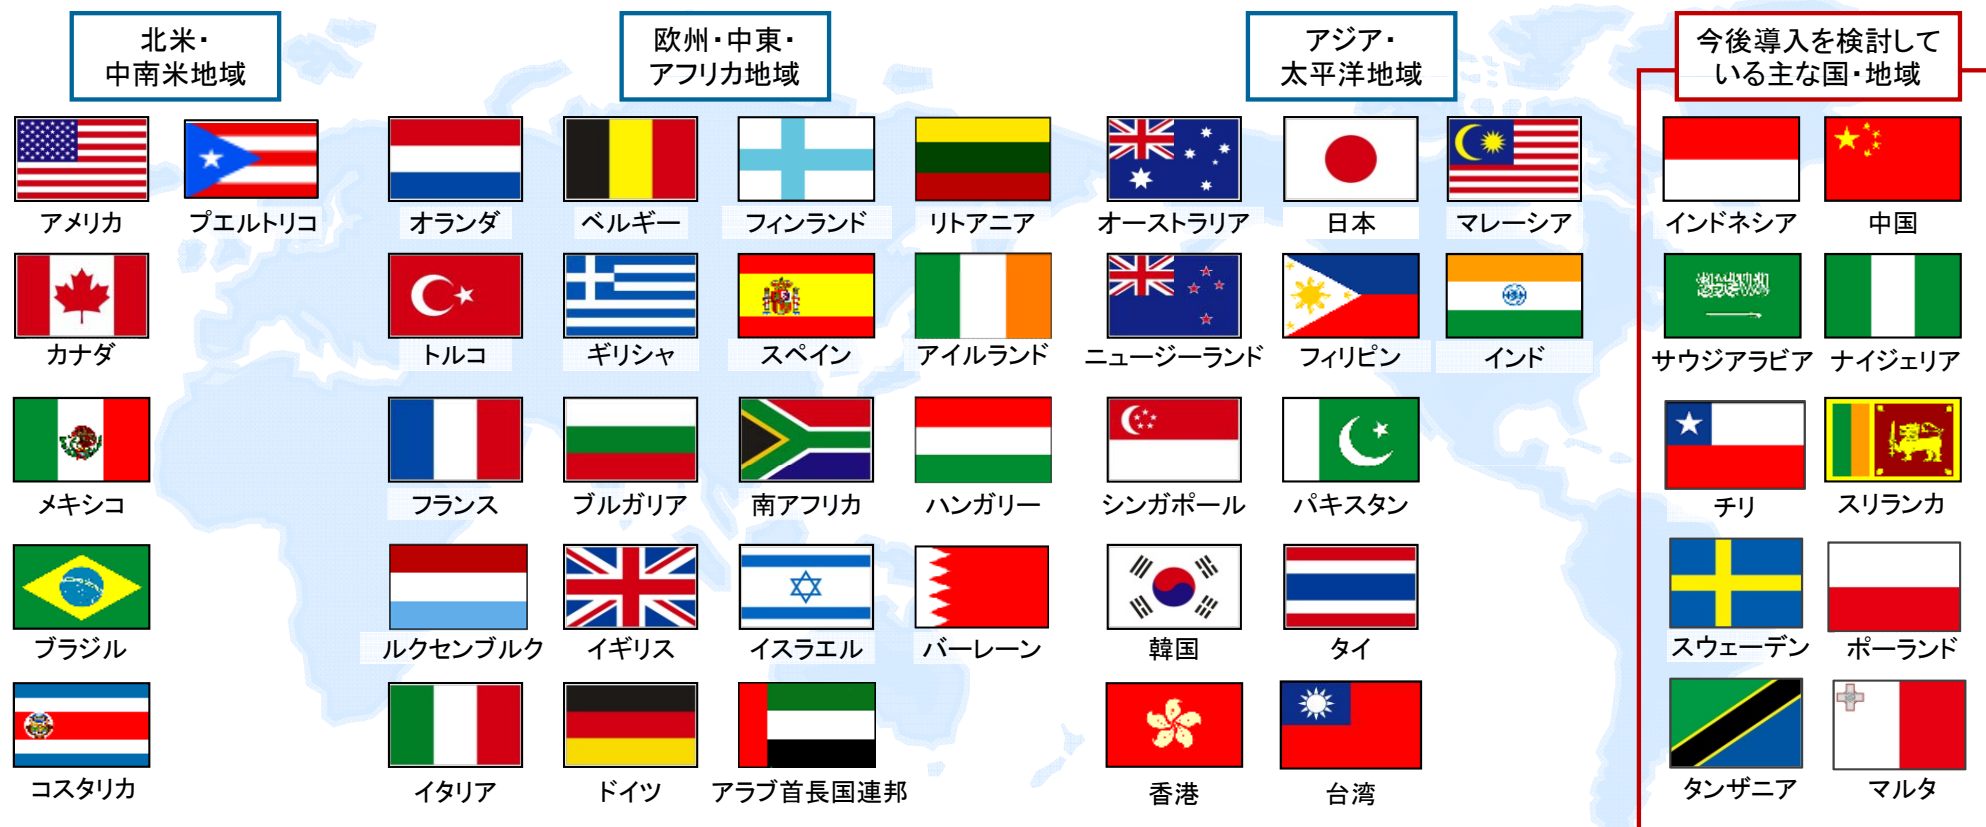 北米・
中南米地域
欧州・中東・
アフリカ地域
アジア・
太平洋地域
今後導入を検討して
いる主な国・地域
アメリカ
プエルトリコ
オランダ
ベルギー
フィンランド
リトアニア
オーストラリア
日本
マレーシア
インドネシア
中国
カナダ
トルコ
ギリシャ
スペイン
アイルランド
ニュージーランド
フィリピン
インド
サウジアラビア
ナイジェリア
メキシコ
フランス
ブルガリア
南アフリカ
ハンガリー
シンガポール
パキスタン
チリ
スリランカ
ブラジル
ルクセンブルク
イギリス
イスラエル
バーレーン
韓国
タイ
スウェーデン
ポーランド
コスタリカ
イタリア
ドイツ
アラブ首長国連邦
香港
台湾
タンザニア
マルタ